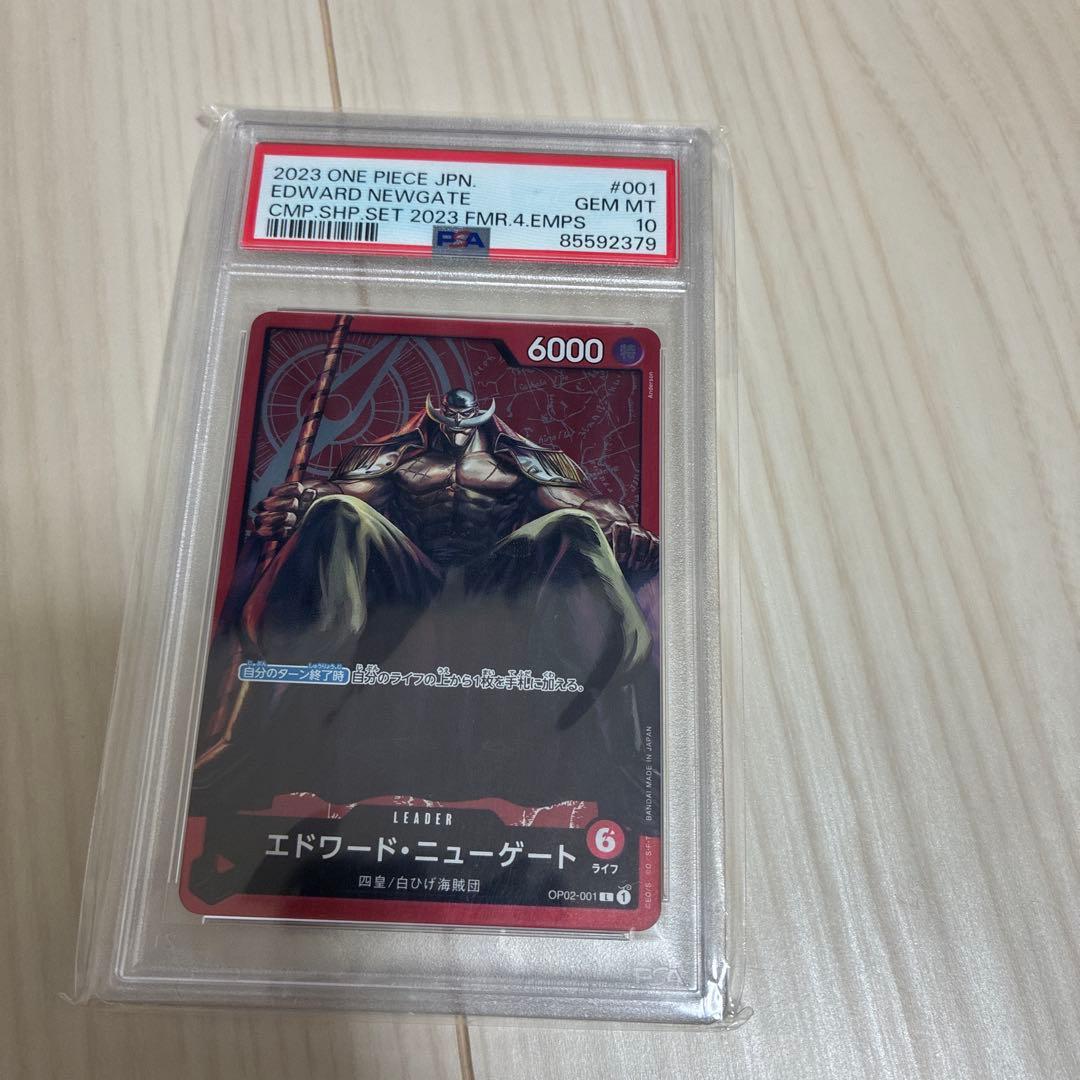 2023 ONE PIECE JPN.
#001
EDWARD NEWGATE
GEM MT
CMP.SHP.SET 2023 FMR.4.EMPS
10
PSA
85592379
6000
特
Anderson
自分のターン終了時 自分のライフの上から1枚を手札に加える。
LEADER
エドワード・ニューゲート
6
ライフ
四皇/白ひげ海賊団
OP02-001 L 1
©E.O/S. ©O. S.F.T BANDAI MADE IN JAPAN
PSA